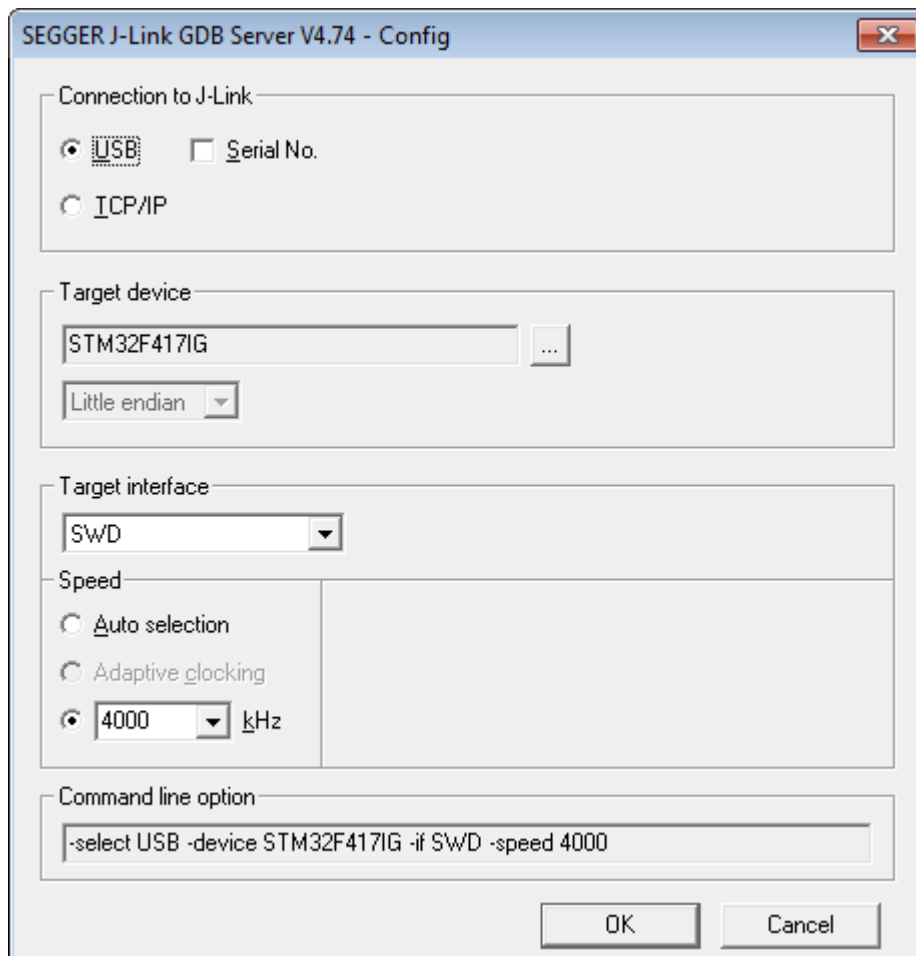 SEGGER J-Link GDB Server V4.74 - Config
Connection to J-Link
USB Serial No.
TCP/IP
Target device
STM32F417IG ...
Little endian
Target interface
SWD
Speed
Auto selection
Adaptive clocking
4000 kHz
Command line option
-select USB -device STM32F417IG -if SWD -speed 4000
OK Cancel